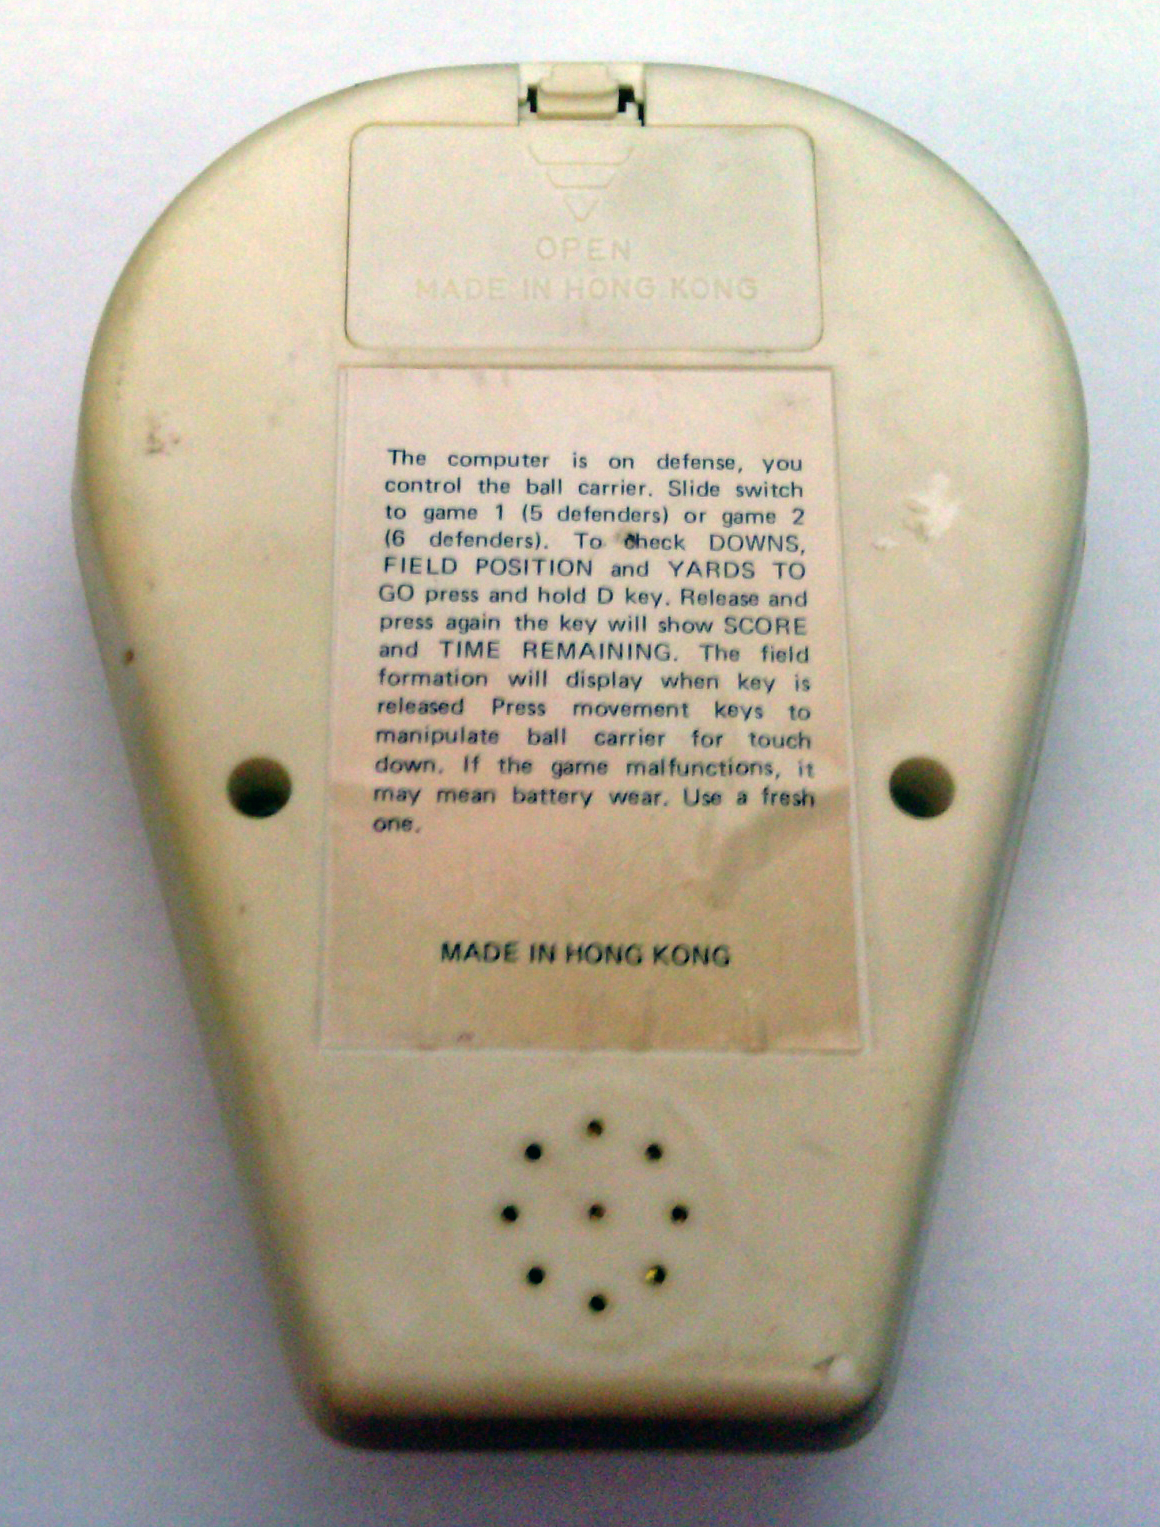 OPEN
MADE IN HONG KONG
The computer is on defense, you
control the ball carrier. Slide switch
to game 1 (5 defenders) or game 2
(6 defenders). To check DOWNS,
FIELD POSITION and YARDS TO
GO press and hold D key. Release and
press again the key will show SCORE
and TIME REMAINING. The field
formation will display when key is
released Press movement keys to
manipulate ball carrier for touch
down. If the game malfunctions, it
may mean battery wear. Use a fresh
one.
MADE IN HONG KONG